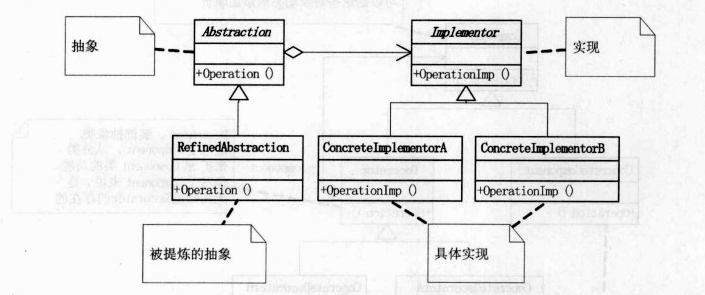 抽象
Abstraction
+Operation ()
Implementor
+OperationImp ()
实现
RefinedAbstraction
+Operation ()
ConcreteImplementorA
+OperationImp ()
ConcreteImplementorB
+OperationImp ()
被提炼的抽象
具体实现